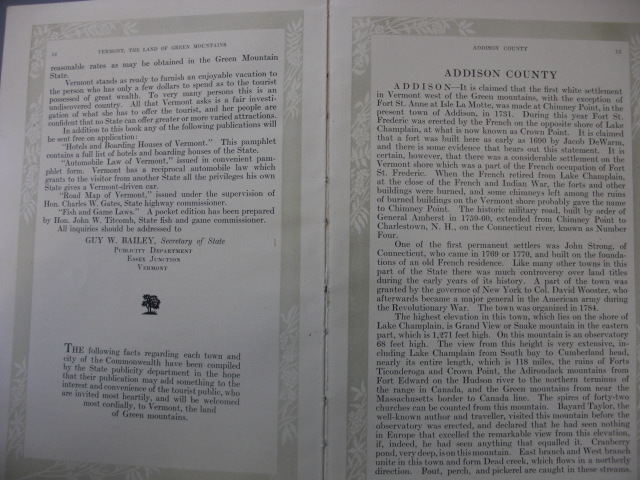 12
VERMONT, THE LAND OF GREEN MOUNTAINS
reasonable rates as may be obtained in the Green Mountain
State.
Vermont stands as ready to furnish an enjoyable vacation to
the person who has only a few dollars to spend as to the tourist
possessed of great wealth. To very many persons this is an
undiscovered country. All that Vermont asks is a fair investi-
gation of what she has to offer the tourist, and her people are
confident that no State can offer greater or more varied attractions.
In addition to this book any of the following publications will
be sent free on application:
"Hotels and Boarding Houses of Vermont." This pamphlet
contains a full list of hotels and boarding houses of the State.
"Automobile Law of Vermont," issued in convenient pam-
phlet form. Vermont has a reciprocal automobile law which
grants to the visitor from another State all the privileges his own
State gives a Vermont-driven car.
"Road Map of Vermont," issued under the supervision of
Hon. Charles W. Gates, State highway commissioner.
"Fish and Game Laws." A pocket edition has been prepared
by Hon. John W. Titcomb, State fish and game commissioner.
All inquiries should be addressed to
GUY W. BAILEY, Secretary of State
PUBLICITY DEPARTMENT
ESSEX JUNCTION
VERMONT
THE following facts regarding each town and
city of the Commonwealth have been compiled
by the State publicity department in the hope
that their publication may add something to the
interest and convenience of the tourist public, who
are invited most heartily, and will be welcomed
most cordially, to Vermont, the land
of Green mountains.
ADDISON COUNTY
13
ADDISON COUNTY
ADDISON—It is claimed that the first white settlement
in Vermont west of the Green mountains, with the exception of
Fort St. Anne at Isle La Motte, was made at Chimney Point, in the
present town of Addison, in 1731. During this year Fort St.
Frederic was erected by the French on the opposite shore of Lake
Champlain, at what is now known as Crown Point. It is claimed
that a fort was built here as early as 1690 by Jacob DeWarm,
and there is some evidence that bears out this statement. It is
certain, however, that there was a considerable settlement on the
Vermont shore which was a part of the French occupation of Fort
St. Frederic. When the French retired from Lake Champlain,
at the close of the French and Indian War, the forts and other
buildings were burned, and some chimneys left among the ruins
of burned buildings on the Vermont shore probably gave the name
to Chimney Point. The historic military road, built by order of
General Amherst in 1759-60, extended from Chimney Point to
Charlestown, N. H., on the Connecticut river, known as Number
Four.
One of the first permanent settlers was John Strong, of
Connecticut, who came in 1769 or 1770, and built on the founda-
tions of an old French residence. Like many other towns in this
part of the State there was much controversy over land titles
during the early years of its history. A part of the town was
granted by the governor of New York to Col. David Wooster, who
afterwards became a major general in the American army during
the Revolutionary War. The town was organized in 1784.
The highest elevation in this town, which lies on the shore of
Lake Champlain, is Grand View or Snake mountain in the eastern
part, which is 1,271 feet high. On this mountain is an observatory
68 feet high. The view from this height is very extensive, in-
cluding Lake Champlain from South bay to Cumberland head,
nearly its entire length, which is 118 miles, the ruins of Forts
Ticonderoga and Crown Point, the Adirondack mountains from
Fort Edward on the Hudson river to the northern terminus of
the range in Canada, and the Green mountains from near the
Massachusetts border to Canada line. The spires of forty-two
churches can be counted from this mountain. Bayard Taylor, the
well-known author and traveller, visited this mountain before the
observatory was erected, and declared that he had seen nothing
in Europe that excelled the remarkable view from this elevation,
if, indeed, he had seen anything that equalled it. Cranberry
pond, very deep, is on this mountain. East branch and West branch
unite in this town and form Dead creek, which flows in a northerly
direction. Pout, perch, and pickerel are caught in these streams.